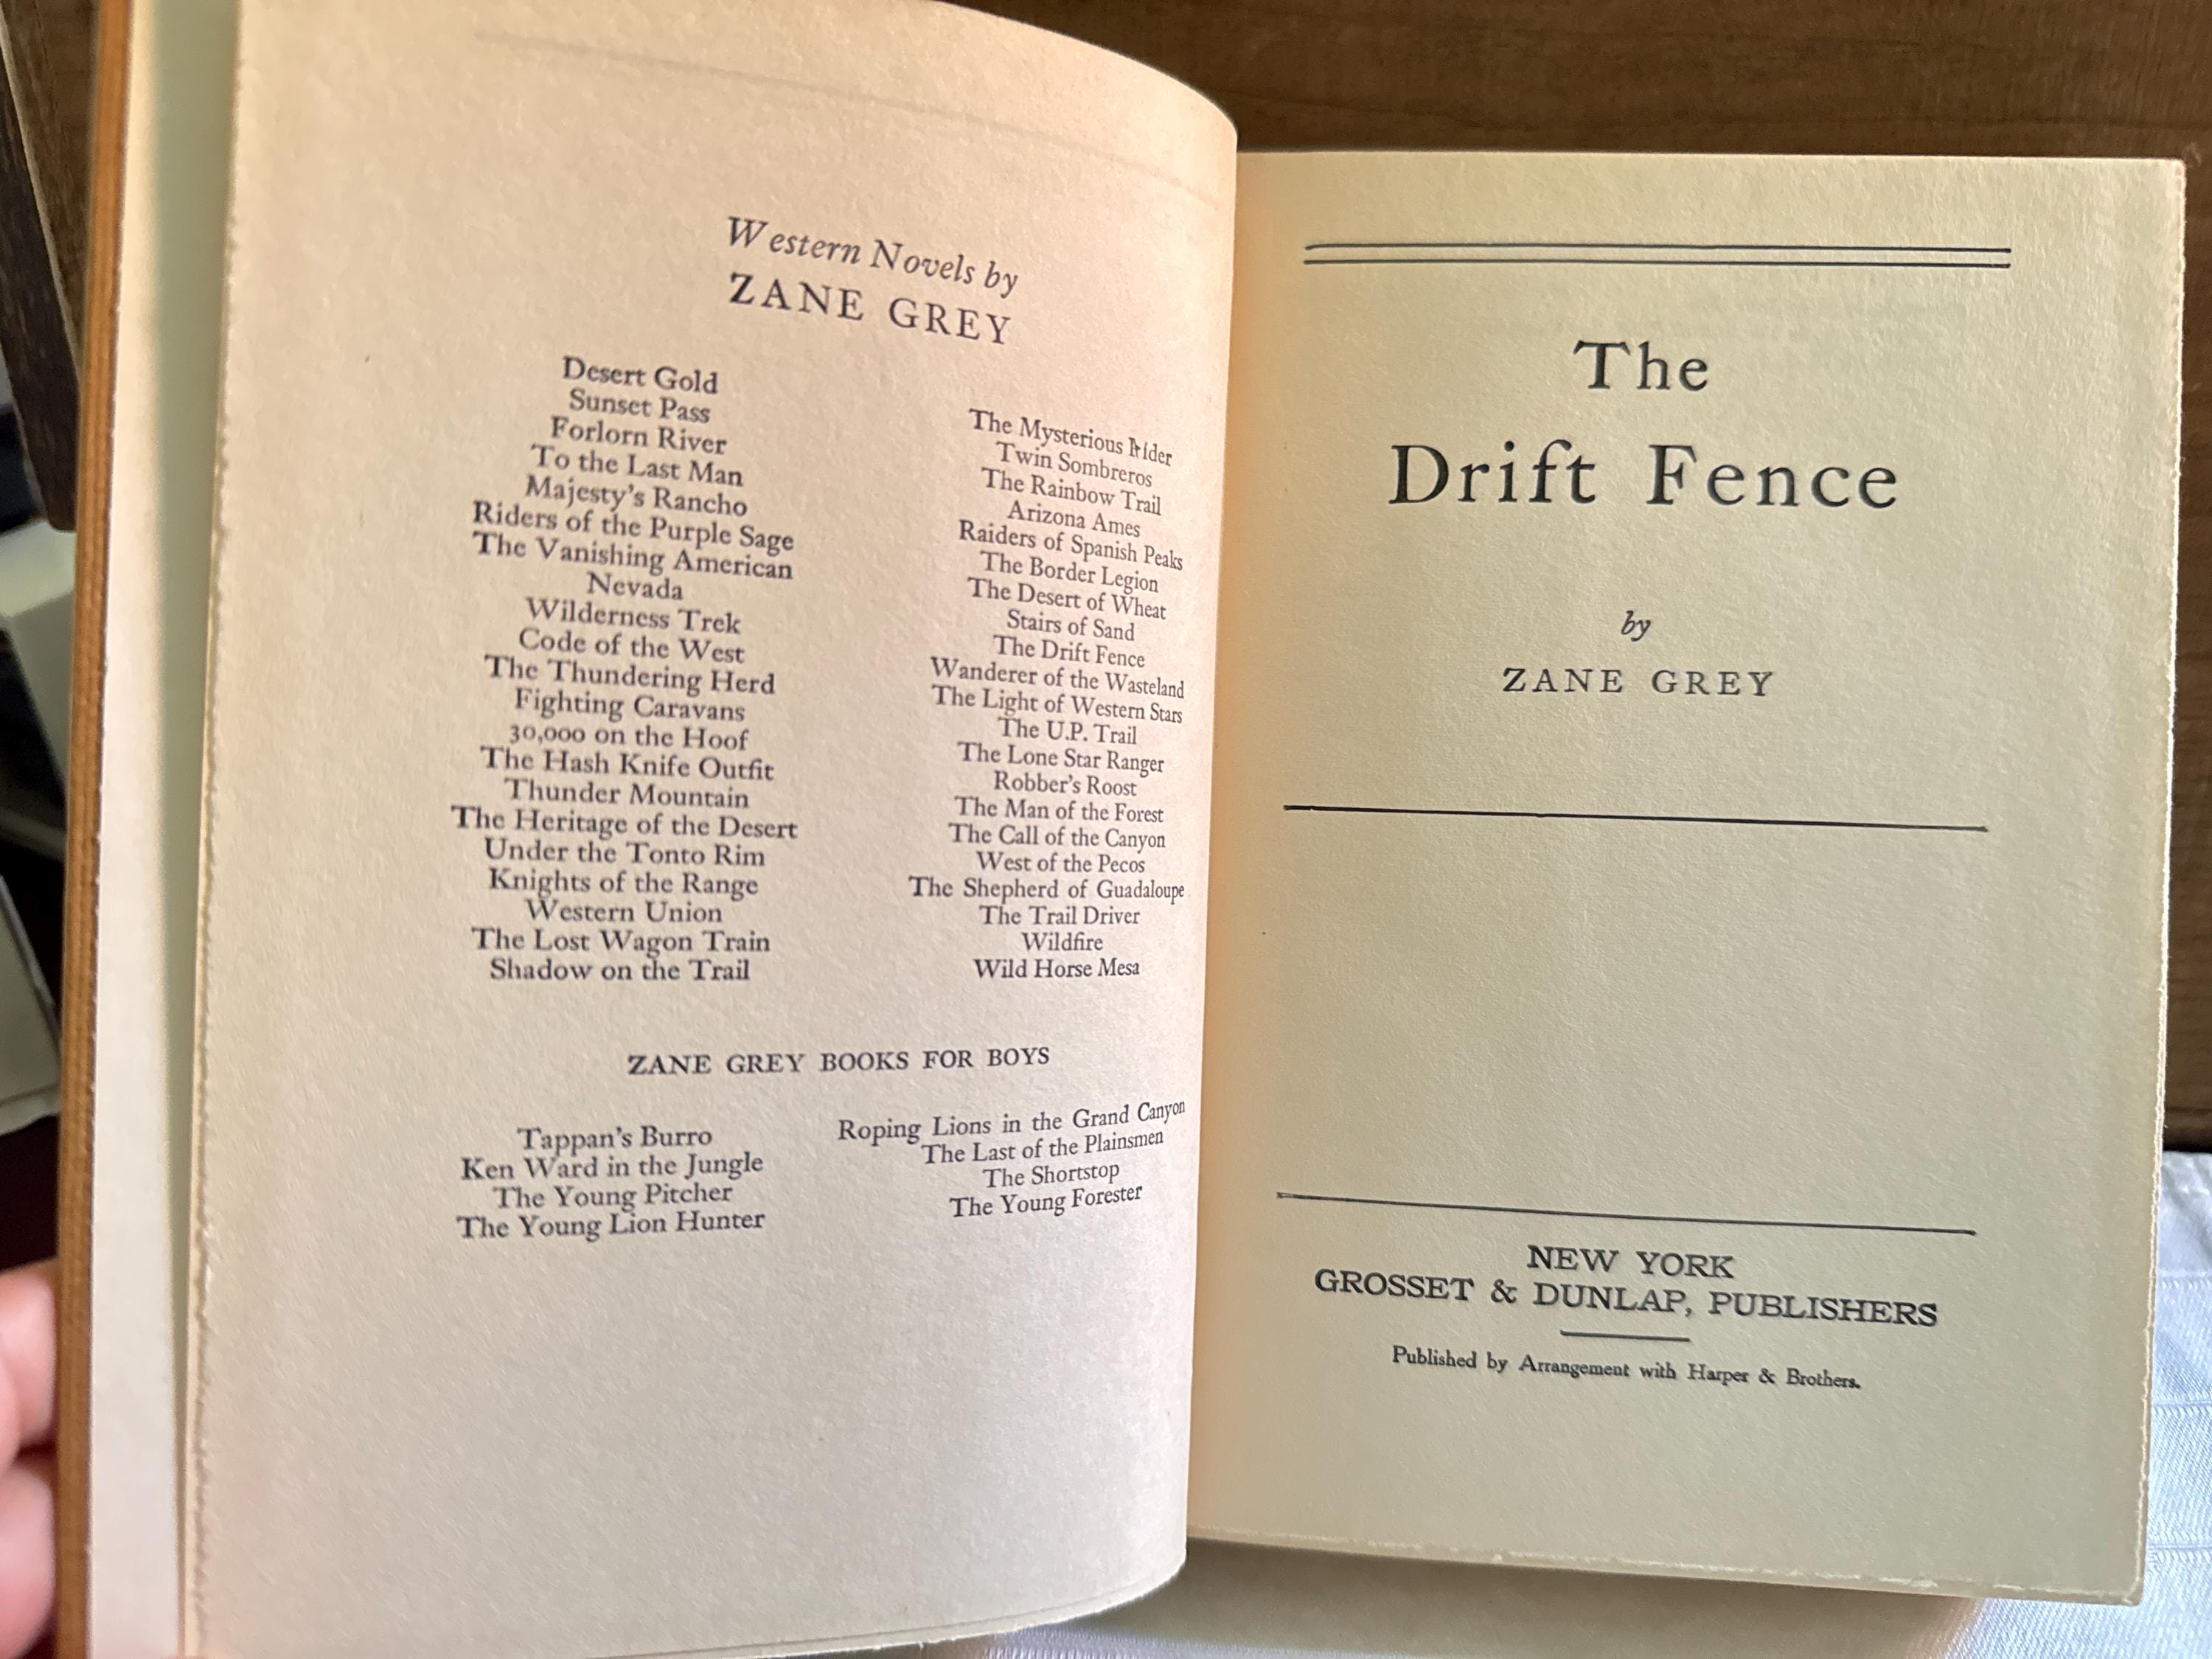 Western Novels by
ZANE GREY
Desert Gold
Sunset Pass
Forlorn River
To the Last Man
Majesty's Rancho
Riders of the Purple Sage
The Vanishing American
Nevada
Wilderness Trek
Code of the West
The Thundering Herd
Fighting Caravans
30,000 on the Hoof
The Hash Knife Outfit
Thunder Mountain
The Heritage of the Desert
Under the Tonto Rim
Knights of the Range
Western Union
The Lost Wagon Train
Shadow on the Trail
The Mysterious Rider
Twin Sombreros
The Rainbow Trail
Arizona Ames
Raiders of Spanish Peaks
The Border Legion
The Desert of Wheat
Stairs of Sand
The Drift Fence
Wanderer of the Wasteland
The Light of Western Stars
The U.P. Trail
The Lone Star Ranger
Robber's Roost
The Man of the Forest
The Call of the Canyon
West of the Pecos
The Shepherd of Guadaloupe
The Trail Driver
Wildfire
Wild Horse Mesa
ZANE GREY BOOKS FOR BOYS
Tappan's Burro
Ken Ward in the Jungle
The Young Pitcher
The Young Lion Hunter
Roping Lions in the Grand Canyon
The Last of the Plainsmen
The Shortstop
The Young Forester
The
Drift Fence
by
ZANE GREY
NEW YORK
GROSSET & DUNLAP, PUBLISHERS
Published by Arrangement with Harper & Brothers.